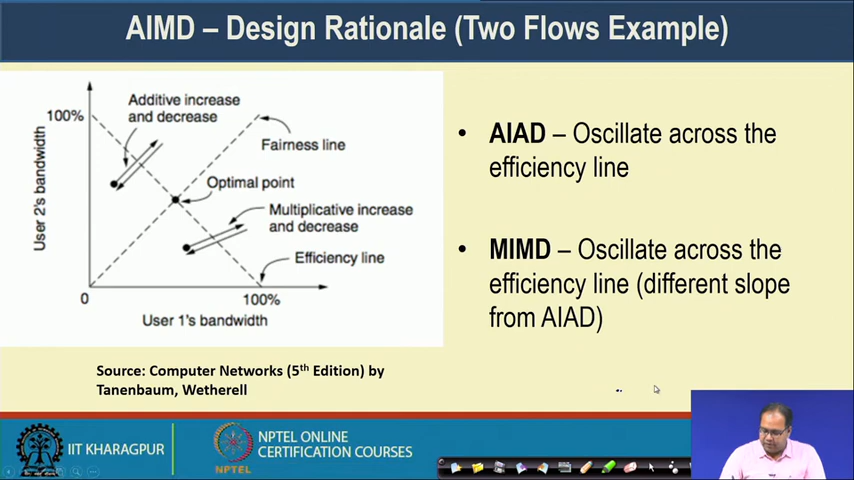 AIMD – Design Rationale (Two Flows Example)
Additive increase
and decrease
100%
Fairness line
Optimal point
Multiplicative increase
and decrease
Efficiency line
User 2's bandwidth
0
100%
User 1's bandwidth
• AIAD – Oscillate across the
efficiency line
• MIMD – Oscillate across the
efficiency line (different slope
from AIAD)
Source: Computer Networks (5th Edition) by
Tanenbaum, Wetherell
IIT KHARAGPUR
NPTEL
NPTEL ONLINE
CERTIFICATION COURSES